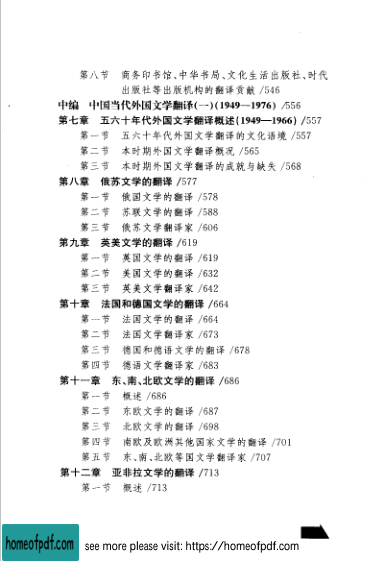 第八节 商务印书馆、中华书局、文化生活出版社、时代
出版社等出版机构的翻译贡献 /546
中编 中国当代外国文学翻译(一)(1949—1976) /556
第七章 五六十年代外国文学翻译概述(1949—1966) /557
第一节 五六十年代外国文学翻译的文化语境 /557
第二节 本时期外国文学翻译概况 /565
第三节 本时期外国文学翻译的成就与缺失 /568
第八章 俄苏文学的翻译 /577
第一节 俄国文学的翻译 /578
第二节 苏联文学的翻译 /588
第三节 俄苏文学翻译家 /606
第九章 英美文学的翻译 /619
第一节 英国文学的翻译 /619
第二节 美国文学的翻译 /632
第三节 英美文学翻译家 /642
第十章 法国和德国文学的翻译 /664
第一节 法国文学的翻译 /664
第二节 法国文学翻译家 /673
第三节 德国和德语文学的翻译 /678
第四节 德语文学翻译家 /683
第十一章 东、南、北欧文学的翻译 /686
第一节 概述 /686
第二节 东欧文学的翻译 /687
第三节 北欧文学的翻译 /698
第四节 南欧及欧洲其他国家文学的翻译 /701
第五节 东、南、北欧等国文学翻译家 /707
第十二章 亚非拉文学的翻译 /713
第一节 概述 /713
homeofpdf.com see more please visit: https://homeofpdf.com